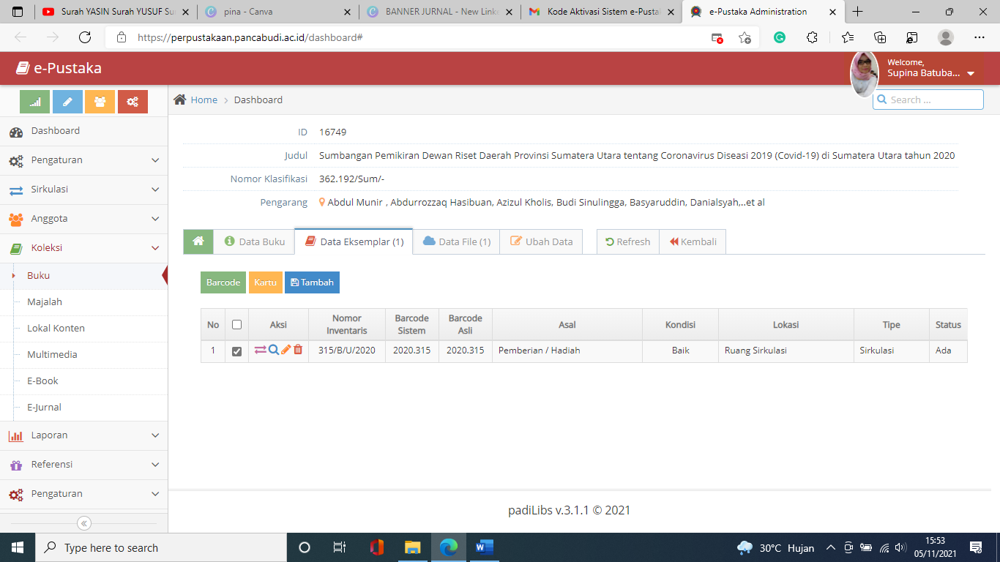 Surah YASIN Surah YUSUF Su
pina - Canva
BANNER JURNAL - New Linke
Kode Aktivasi Sistem e-Pustak
e-Pustaka Administration
https://perpustakaan.pancabudi.ac.id/dashboard#
e-Pustaka
Welcome,
Supina Batuba...
Home > Dashboard
Search ...
Dashboard
Pengaturan
Sirkulasi
Anggota
Koleksi
Buku
Majalah
Lokal Konten
Multimedia
E-Book
E-Jurnal
Laporan
Referensi
Pengaturan
ID 16749
Judul Sumbangan Pemikiran Dewan Riset Daerah Provinsi Sumatera Utara tentang Coronavirus Diseasi 2019 (Covid-19) di Sumatera Utara tahun 2020
Nomor Klasifikasi 362.192/Sum/-
Pengarang Abdul Munir , Abdurrozzaq Hasibuan, Azizul Kholis, Budi Sinulingga, Basyaruddin, Danialsyah,..et al
Data Buku Data Eksemplar (1) Data File (1) Ubah Data Refresh Kembali
Barcode Kartu Tambah
No Aksi Nomor Inventaris Barcode Sistem Barcode Asli Asal Kondisi Lokasi Tipe Status
1 315/B/U/2020 2020.315 2020.315 Pemberian / Hadiah Baik Ruang Sirkulasi Sirkulasi Ada
padiLibs v.3.1.1 © 2021
Type here to search
30°C Hujan
15:53
05/11/2021